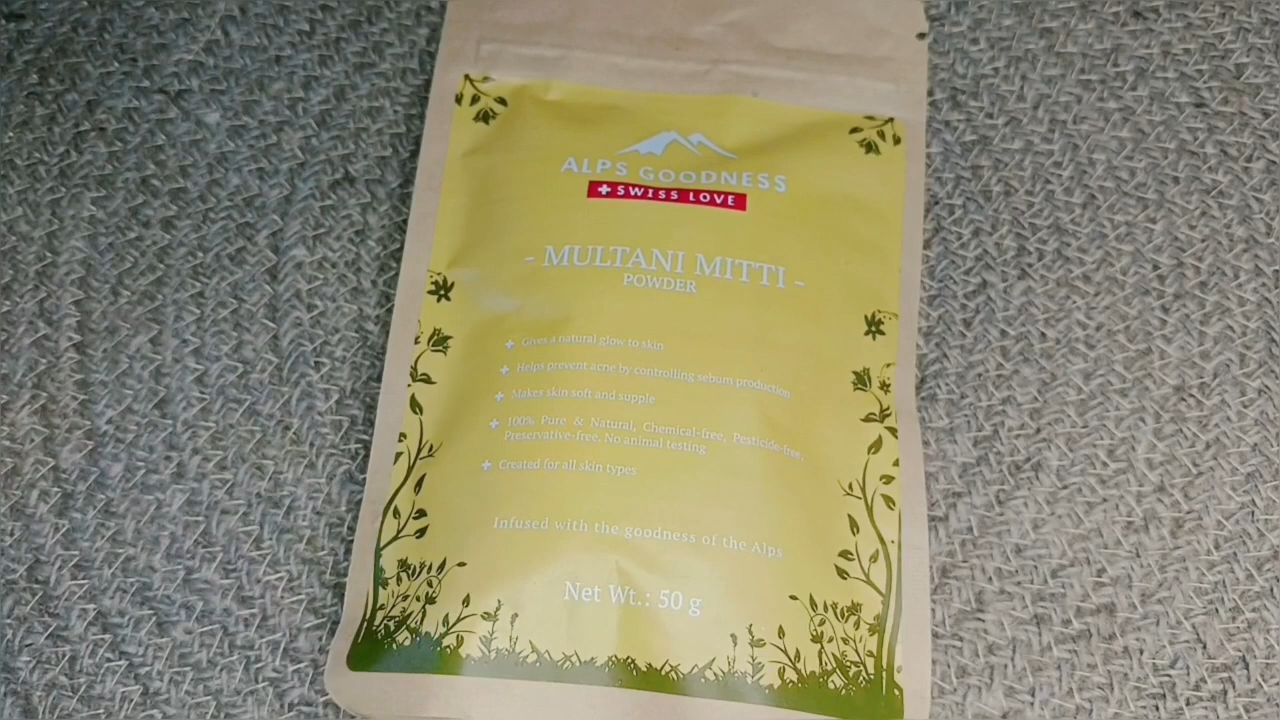 ALPS GOODNESS
SWISS LOVE
- MULTANI MITTI -
POWDER
Gives a natural glow to skin
Helps prevent acne by controlling sebum production
Makes skin soft and supple
100% Pure & Natural, Chemical-free, Pesticide-free,
Preservative-free. No animal testing
Created for all skin types
Infused with the goodness of the Alps
Net Wt.: 50 g